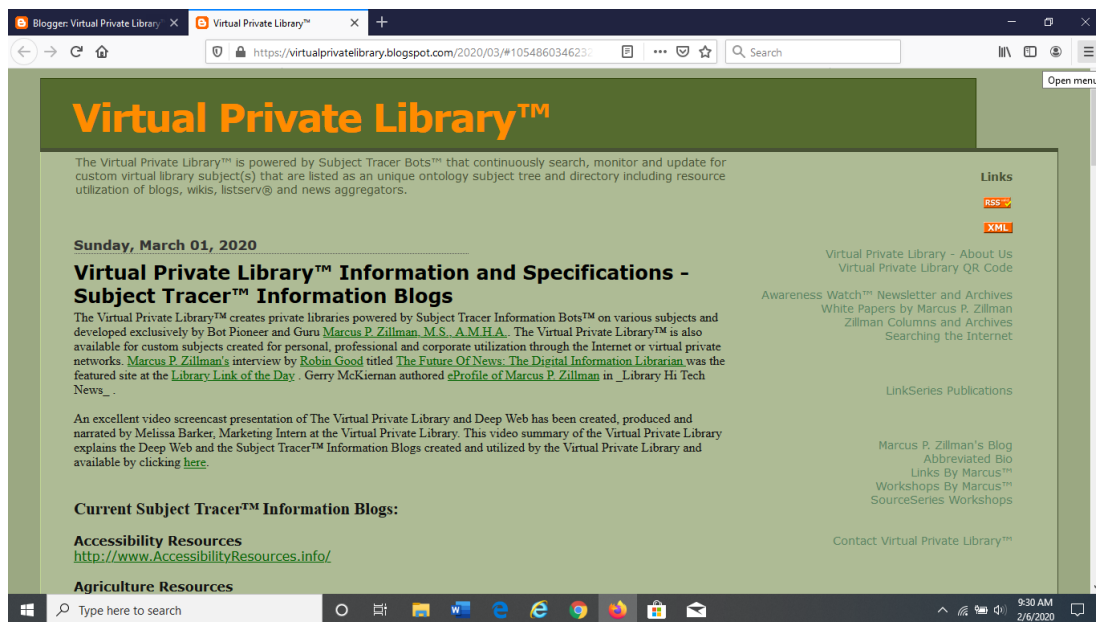 Blogger: Virtual Private Library
Virtual Private Library™
https://virtualprivatelibrary.blogspot.com/2020/03/#10548603462
Search
Open menu
Virtual Private Library™
The Virtual Private Library™ is powered by Subject Tracer Bots™ that continuously search, monitor and update for
custom virtual library subject(s) that are listed as an unique ontology subject tree and directory including resource
utilization of blogs, wikis, listserv® and news aggregators.
Sunday, March 01, 2020
Virtual Private Library™ Information and Specifications -
Subject Tracer™ Information Blogs
The Virtual Private Library™ creates private libraries powered by Subject Tracer Information Bots™ on various subjects and
developed exclusively by Bot Pioneer and Guru Marcus P. Zillman, M.S., A.M.H.A.. The Virtual Private Library™ is also
available for custom subjects created for personal, professional and corporate utilization through the Internet or virtual private
networks. Marcus P. Zillman's interview by Robin Good titled The Future Of News: The Digital Information Librarian was the
featured site at the Library Link of the Day . Gerry McKiernan authored eProfile of Marcus P. Zillman in _Library Hi Tech
News_ .
An excellent video screencast presentation of The Virtual Private Library and Deep Web has been created, produced and
narrated by Melissa Barker, Marketing Intern at the Virtual Private Library. This video summary of the Virtual Private Library
explains the Deep Web and the Subject Tracer™ Information Blogs created and utilized by the Virtual Private Library and
available by clicking here.
Current Subject Tracer™ Information Blogs:
Accessibility Resources
http://www.AccessibilityResources.info/
Agriculture Resources
Links
RSS
XML
Virtual Private Library - About Us
Virtual Private Library QR Code
Awareness Watch™ Newsletter and Archives
White Papers by Marcus P. Zillman
Zillman Columns and Archives
Searching the Internet
LinkSeries Publications
Marcus P. Zillman's Blog
Abbreviated Bio
Links By Marcus™
Workshops By Marcus™
SourceSeries Workshops
Contact Virtual Private Library™
Type here to search
9:30 AM
2/6/2020